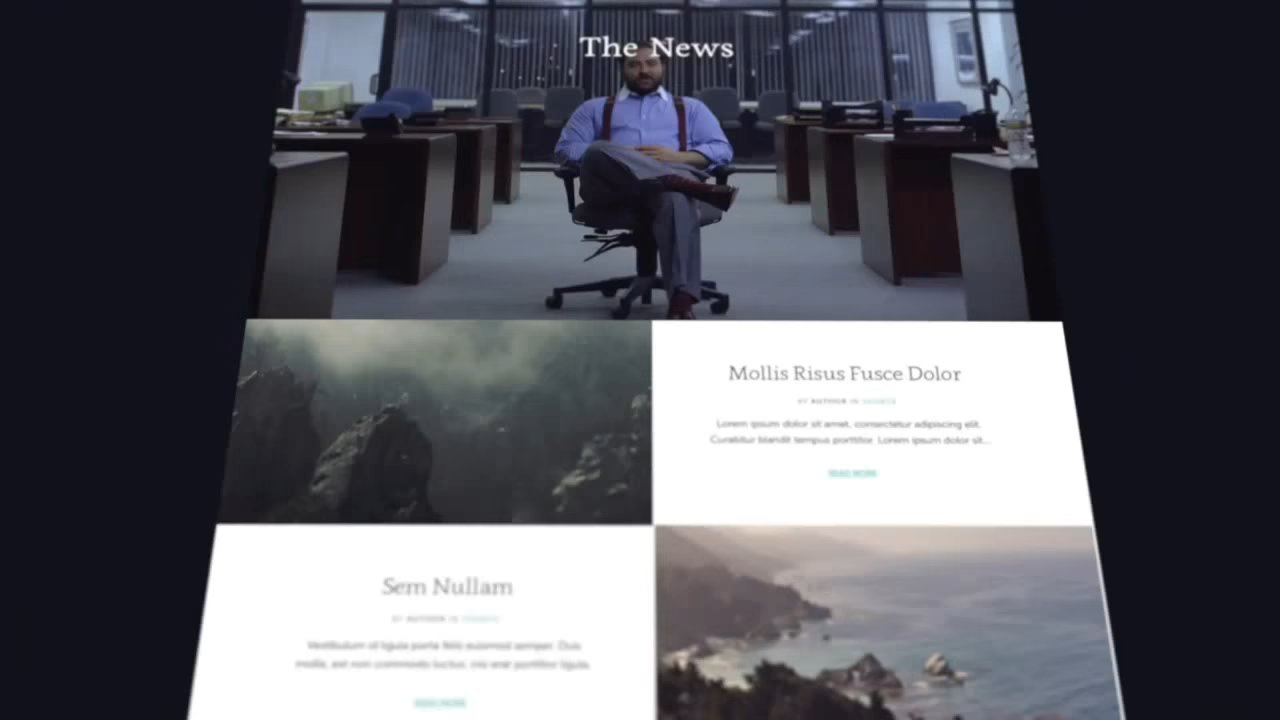 The News
Mollis Risus Fusce Dolor
BY AUTHOR IN
Lorem ipsum dolor sit amet, consectetur adipiscing elit.
Curabitur blandit tempus porttitor. Lorem ipsum dolor sit...
READ MORE
Sem Nullam
BY AUTHOR IN
Vestibulum id ligula porta felis euismod semper. Duis
mollis, est non commodo luctus, nisi erat porttitor ligula.
READ MORE